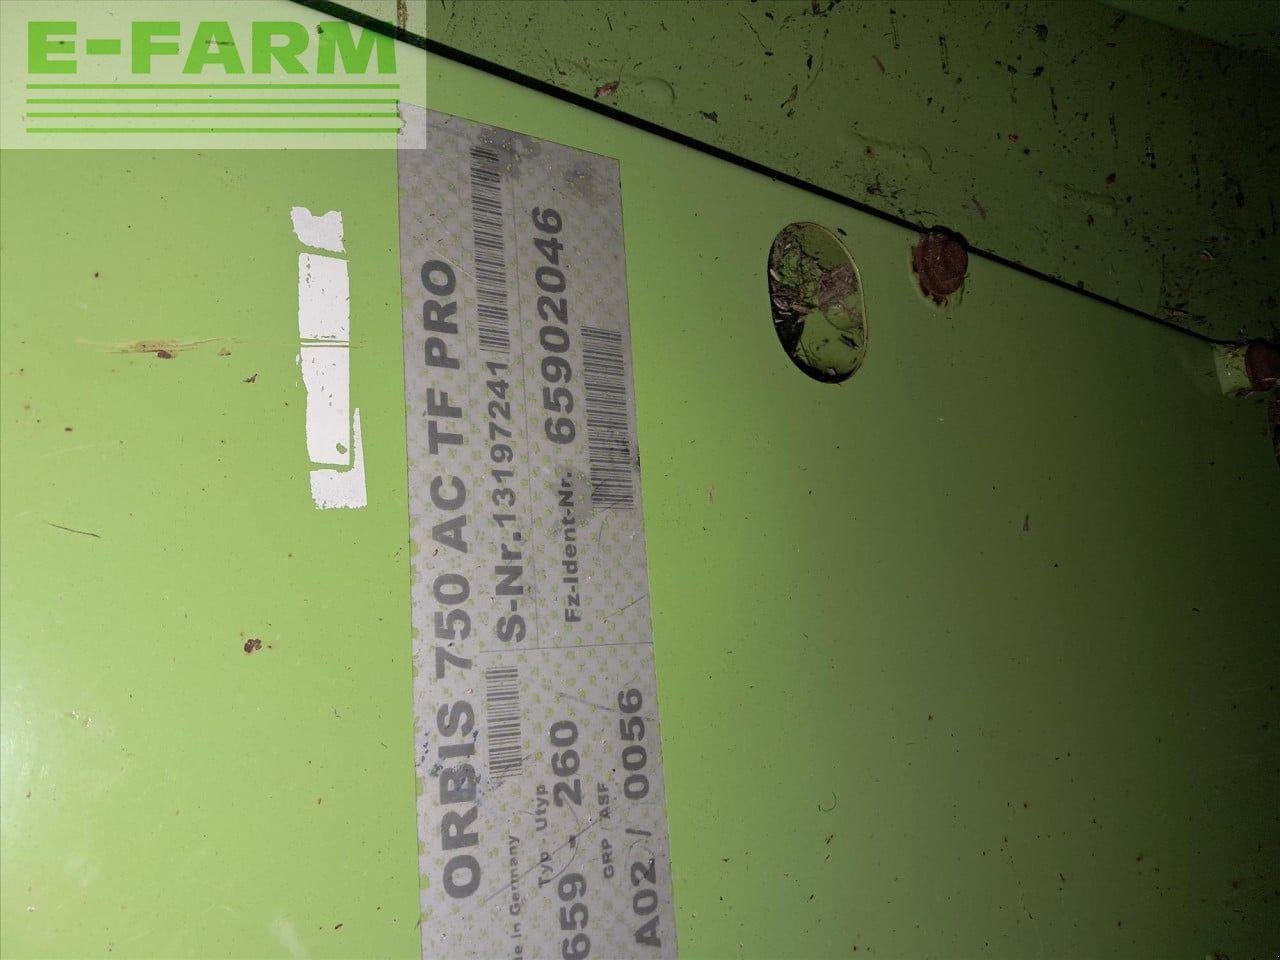 E-FARM
ORBIS 750 AC TF PRO
S-Nr.13197241
Fz-Ident-Nr. 65902046
in Germany
Typ - Utyp
659 - 260
GRP / ASF
A02 / 0056